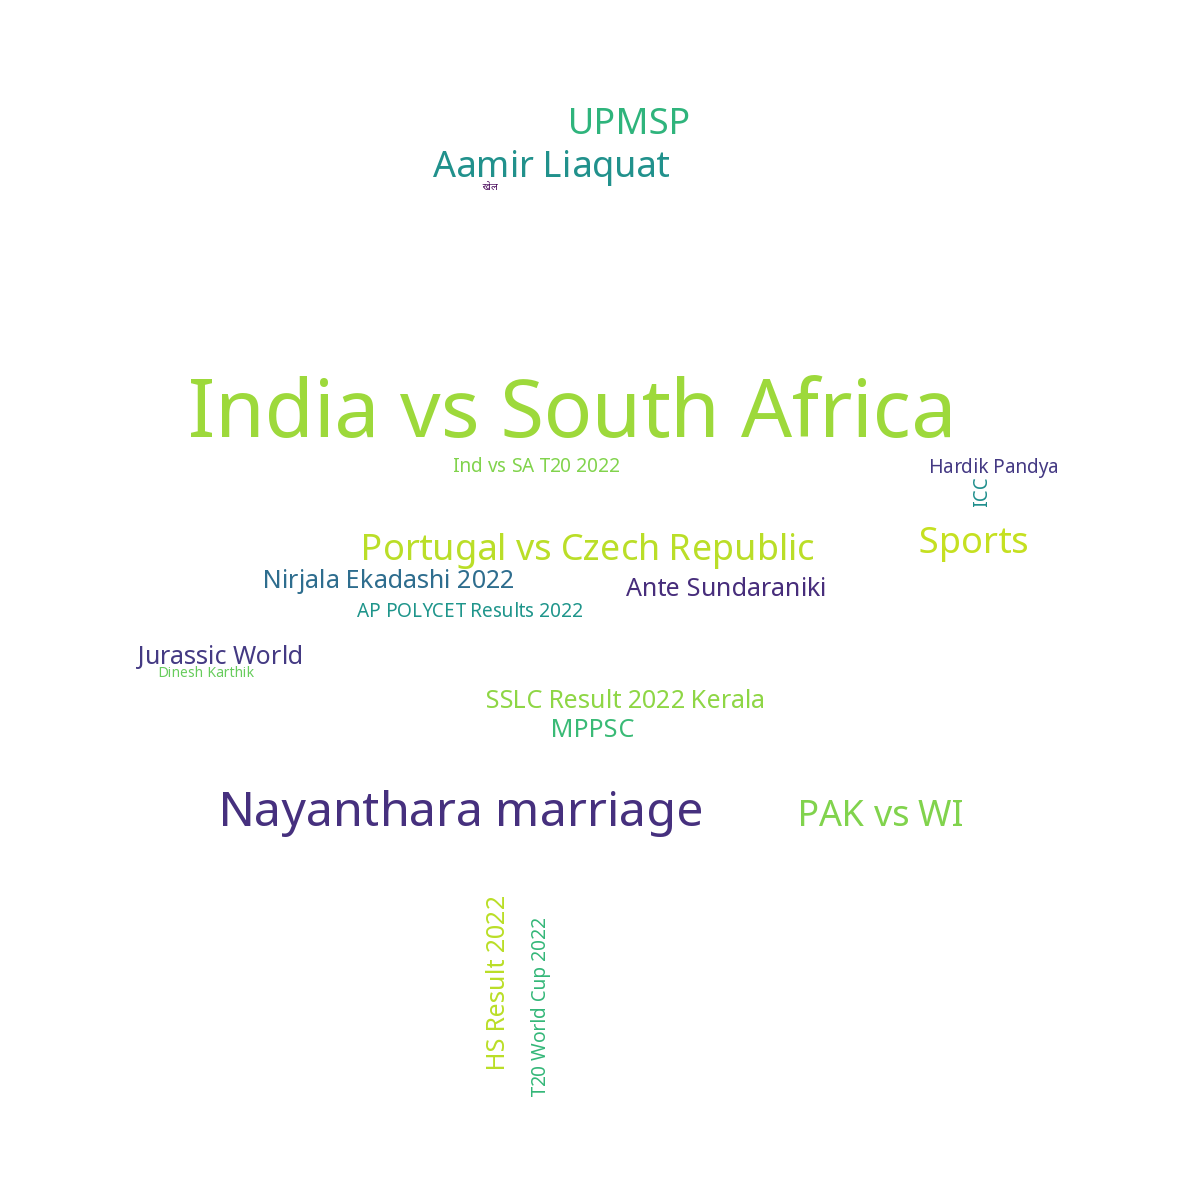 UPMSP
Aamir Liaquat
खेल
India vs South Africa
Ind vs SA T20 2022
Hardik Pandya
ICC
Sports
Portugal vs Czech Republic
Nirjala Ekadashi 2022
Ante Sundaraniki
AP POLYCET Results 2022
Jurassic World
Dinesh Karthik
SSLC Result 2022 Kerala
MPPSC
Nayanthara marriage
PAK vs WI
HS Result 2022
T20 World Cup 2022